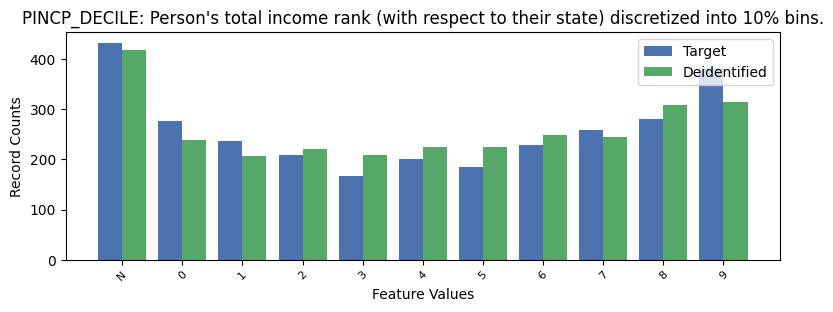 PINCP_DECILE: Person's total income rank (with respect to their state) discretized into 10% bins.
Target
Deidentified
Record Counts
400
300
200
100
0
N 0 1 2 3 4 5 6 7 8 9
Feature Values